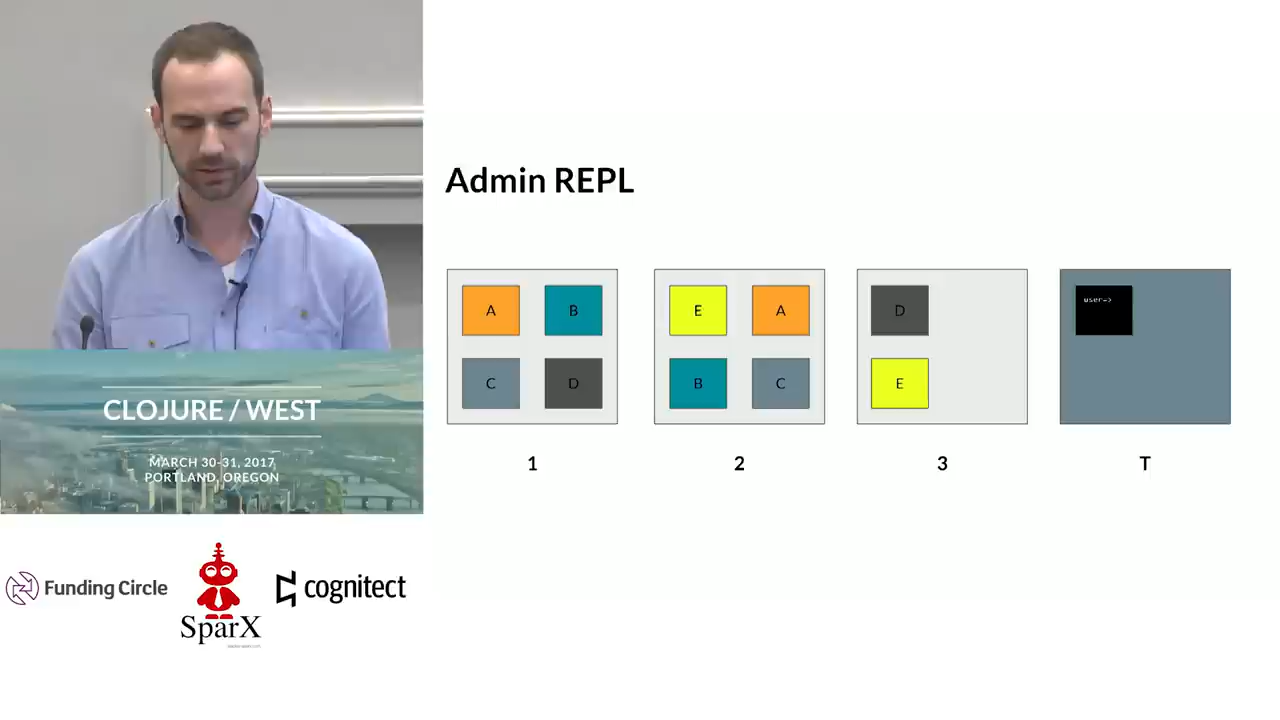 Admin REPL
A B
C D
1
E A
B C
2
D
E
3
user=>
T
CLOJURE / WEST
MARCH 30-31, 2017
PORTLAND, OREGON
Funding Circle
SparX
cognitect